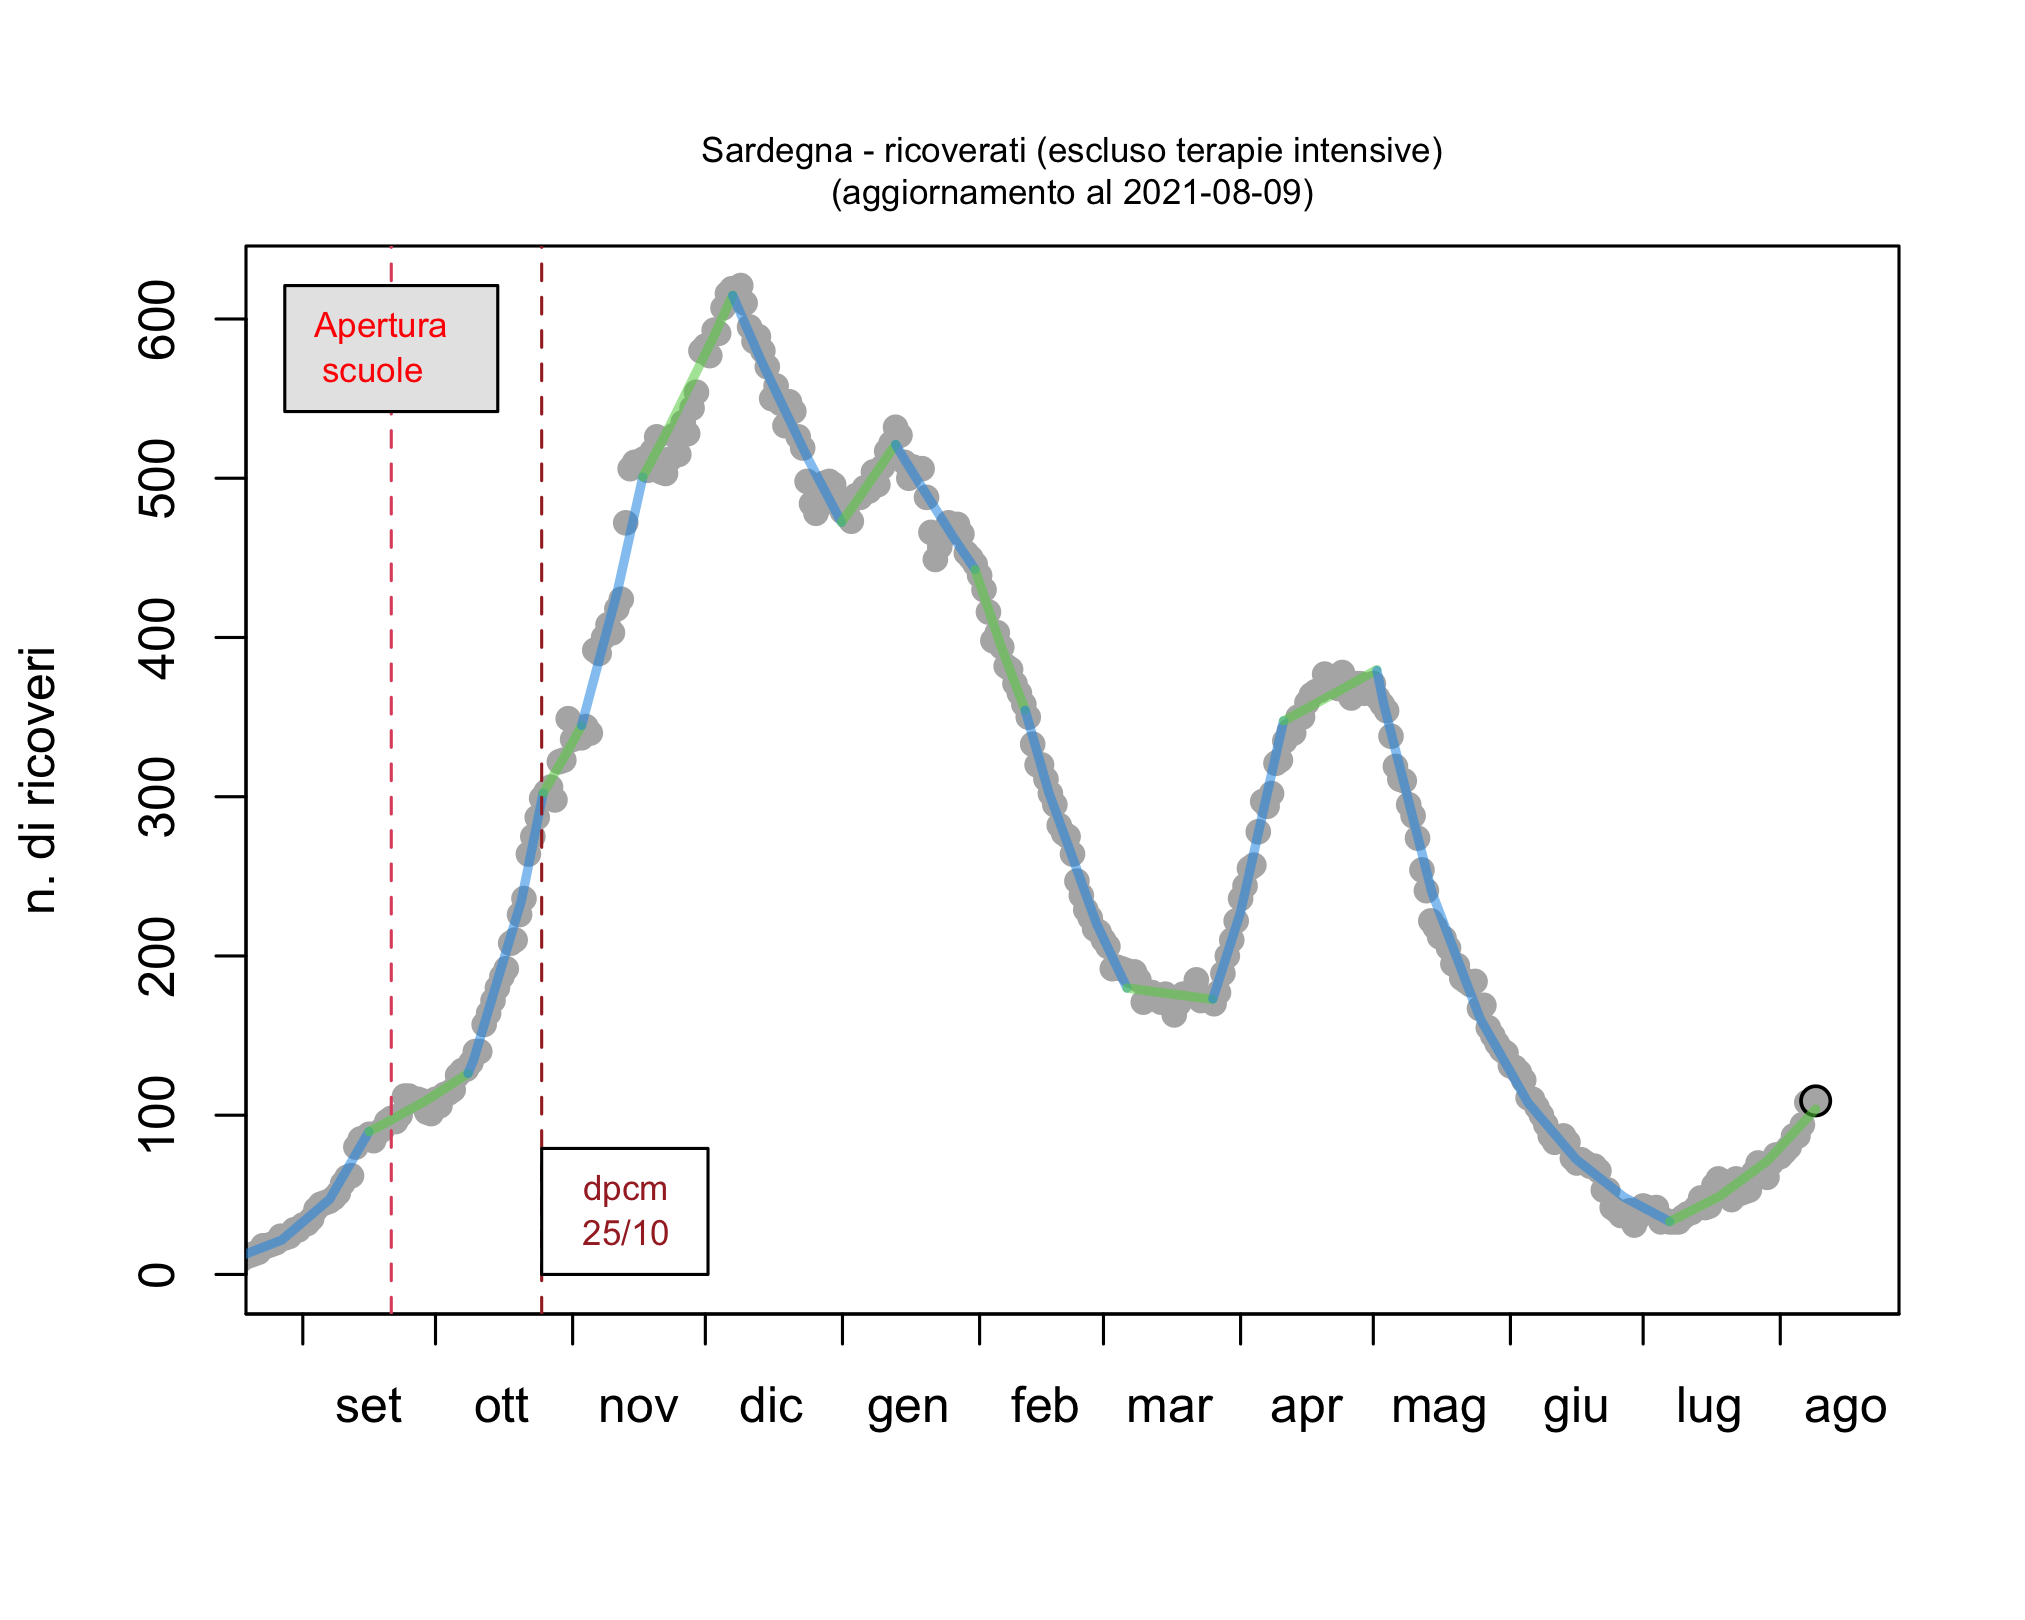 Sardegna - ricoverati (escluso terapie intensive)
(aggiornamento al 2021-08-09)
n. di ricoveri
600
500
400
300
200
100
0
Apertura
scuole
dpcm
25/10
set ott nov dic gen feb mar apr mag giu lug ago